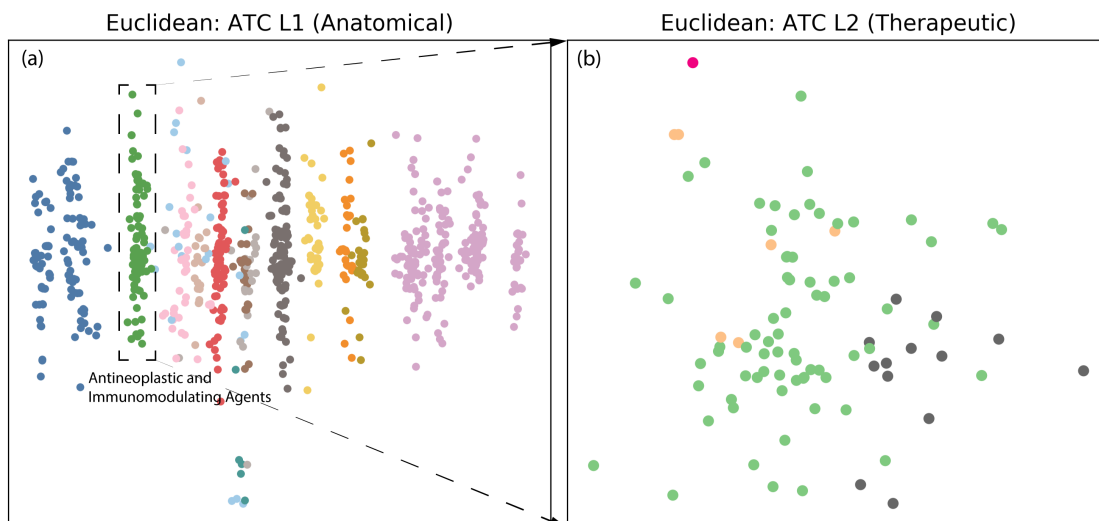 Euclidean: ATC L1 (Anatomical)
Euclidean: ATC L2 (Therapeutic)
(a)
(b)
Antineoplastic and
Immunomodulating Agents